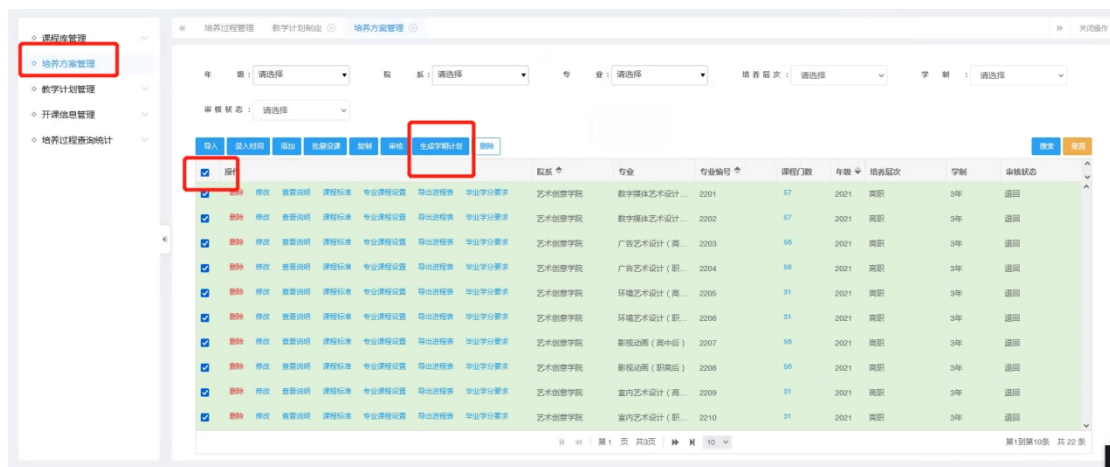 培养过程管理 教学计划制定 培养方案管理 关闭操作
课程库管理
培养方案管理
教学计划管理
开课信息管理
培养过程查询统计
年 级：请选择 院 系：请选择 专 业：请选择 培养层次：请选择 学 制：请选择
审核状态：请选择
导入 录入时间 添加 批量设课 复制 审核 生成学期计划 删除 搜索 重置
操作 院系 专业 专业编号 课程门数 年级 培养层次 学制 审核状态
删除 修改 查看说明 课程标准 专业课程设置 导出进程表 毕业学分要求 艺术创意学院 数字媒体艺术设计... 2201 57 2021 高职 3年 退回
删除 修改 查看说明 课程标准 专业课程设置 导出进程表 毕业学分要求 艺术创意学院 数字媒体艺术设计... 2202 57 2021 高职 3年 退回
删除 修改 查看说明 课程标准 专业课程设置 导出进程表 毕业学分要求 艺术创意学院 广告艺术设计（高... 2203 56 2021 高职 3年 退回
删除 修改 查看说明 课程标准 专业课程设置 导出进程表 毕业学分要求 艺术创意学院 广告艺术设计（职... 2204 56 2021 高职 3年 退回
删除 修改 查看说明 课程标准 专业课程设置 导出进程表 毕业学分要求 艺术创意学院 环境艺术设计（高... 2205 31 2021 高职 3年 退回
删除 修改 查看说明 课程标准 专业课程设置 导出进程表 毕业学分要求 艺术创意学院 环境艺术设计（职... 2206 31 2021 高职 3年 退回
删除 修改 查看说明 课程标准 专业课程设置 导出进程表 毕业学分要求 艺术创意学院 影视动画（高中后） 2207 56 2021 高职 3年 退回
删除 修改 查看说明 课程标准 专业课程设置 导出进程表 毕业学分要求 艺术创意学院 影视动画（职高后） 2208 56 2021 高职 3年 退回
删除 修改 查看说明 课程标准 专业课程设置 导出进程表 毕业学分要求 艺术创意学院 室内艺术设计（高... 2209 31 2021 高职 3年 退回
删除 修改 查看说明 课程标准 专业课程设置 导出进程表 毕业学分要求 艺术创意学院 室内艺术设计（职... 2210 31 2021 高职 3年 退回
第 1 页 共3页 10 第1到第10条 共 22 条